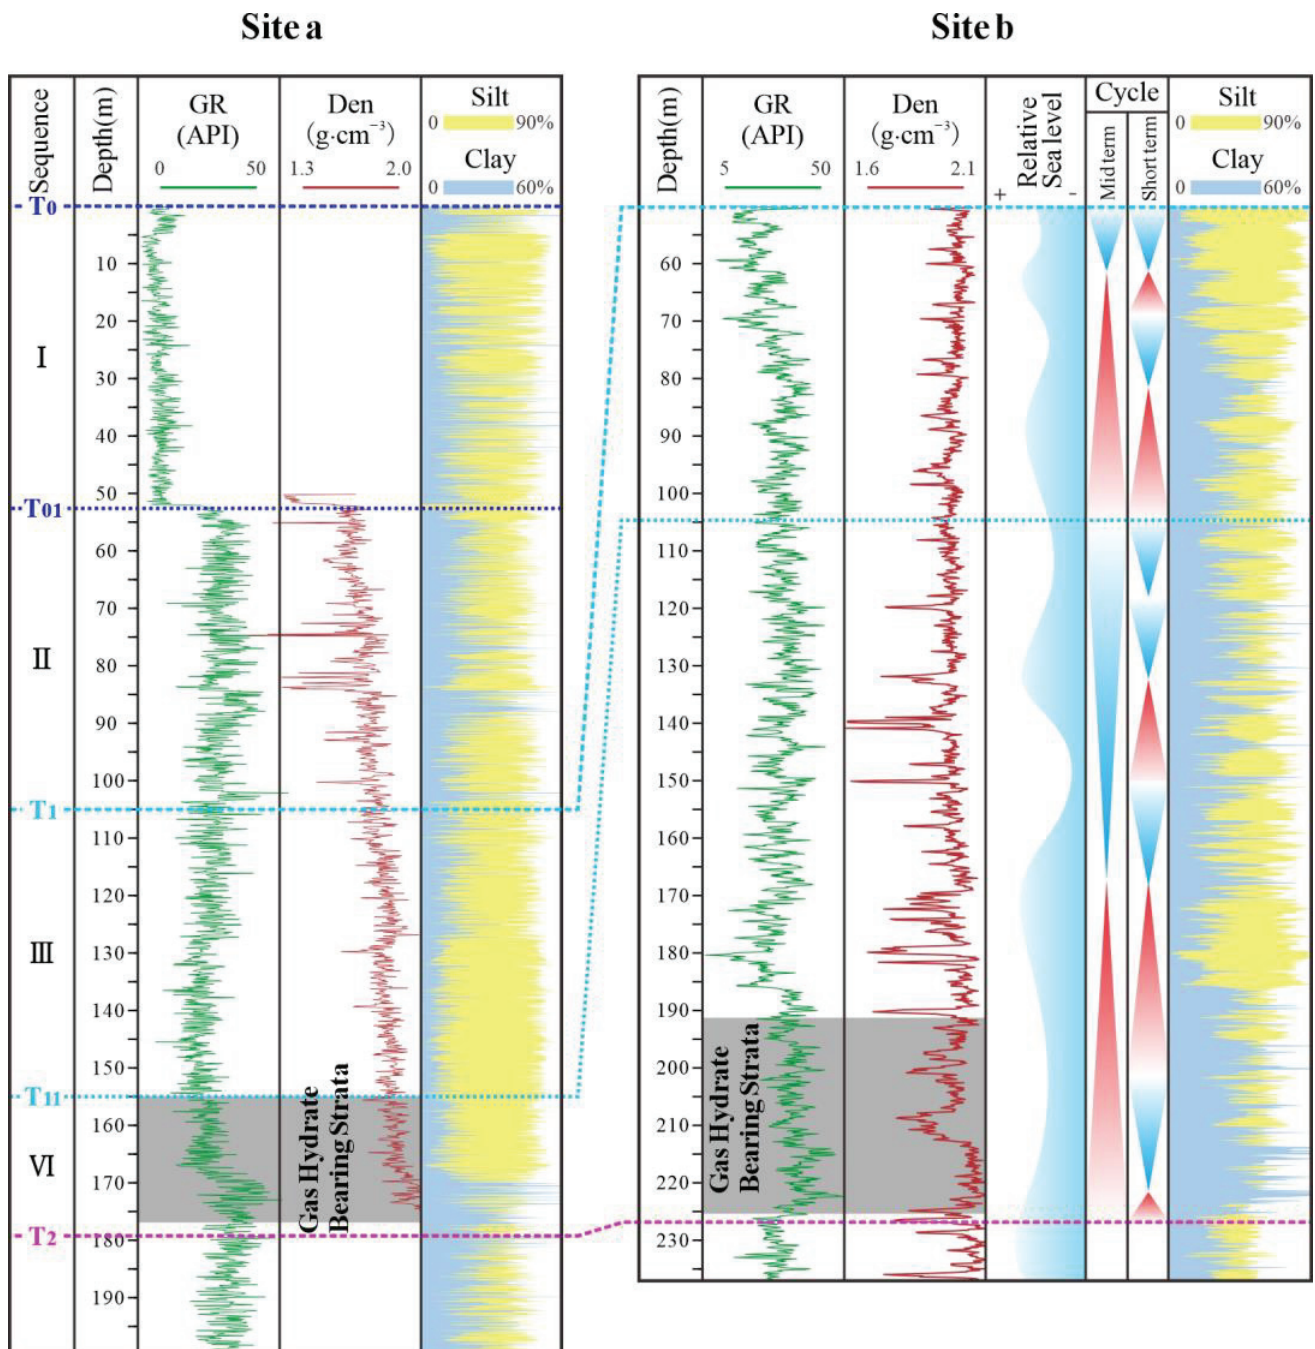 Site a
Site b
Sequence
Depth(m)
GR
(API)
0 50
Den
(g·cm⁻³)
1.3 2.0
Silt
0 90%
Clay
0 60%
T0
10
20
30
40
50
T01
60
70
80
90
100
T1
110
120
130
140
150
T11
160
170
T2
180
190
I
II
III
VI
Gas Hydrate
Bearing Strata
Depth(m)
GR
(API)
5 50
Den
(g·cm⁻³)
1.6 2.1
Relative
Sea level
+ -
Cycle
Mid term
Short term
Silt
0 90%
Clay
0 60%
60
70
80
90
100
110
120
130
140
150
160
170
180
190
200
210
220
230
Gas Hydrate
Bearing Strata